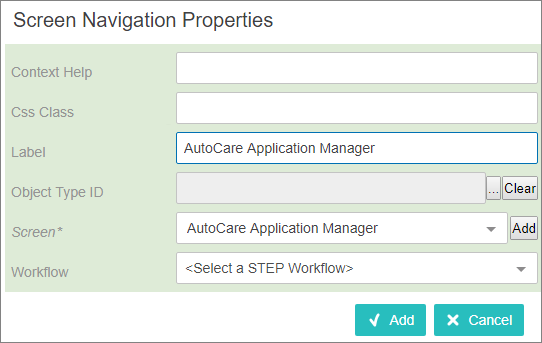 Screen Navigation Properties
Context Help
Css Class
Label AutoCare Application Manager
Object Type ID ... Clear
Screen* AutoCare Application Manager Add
Workflow <Select a STEP Workflow>
Add Cancel